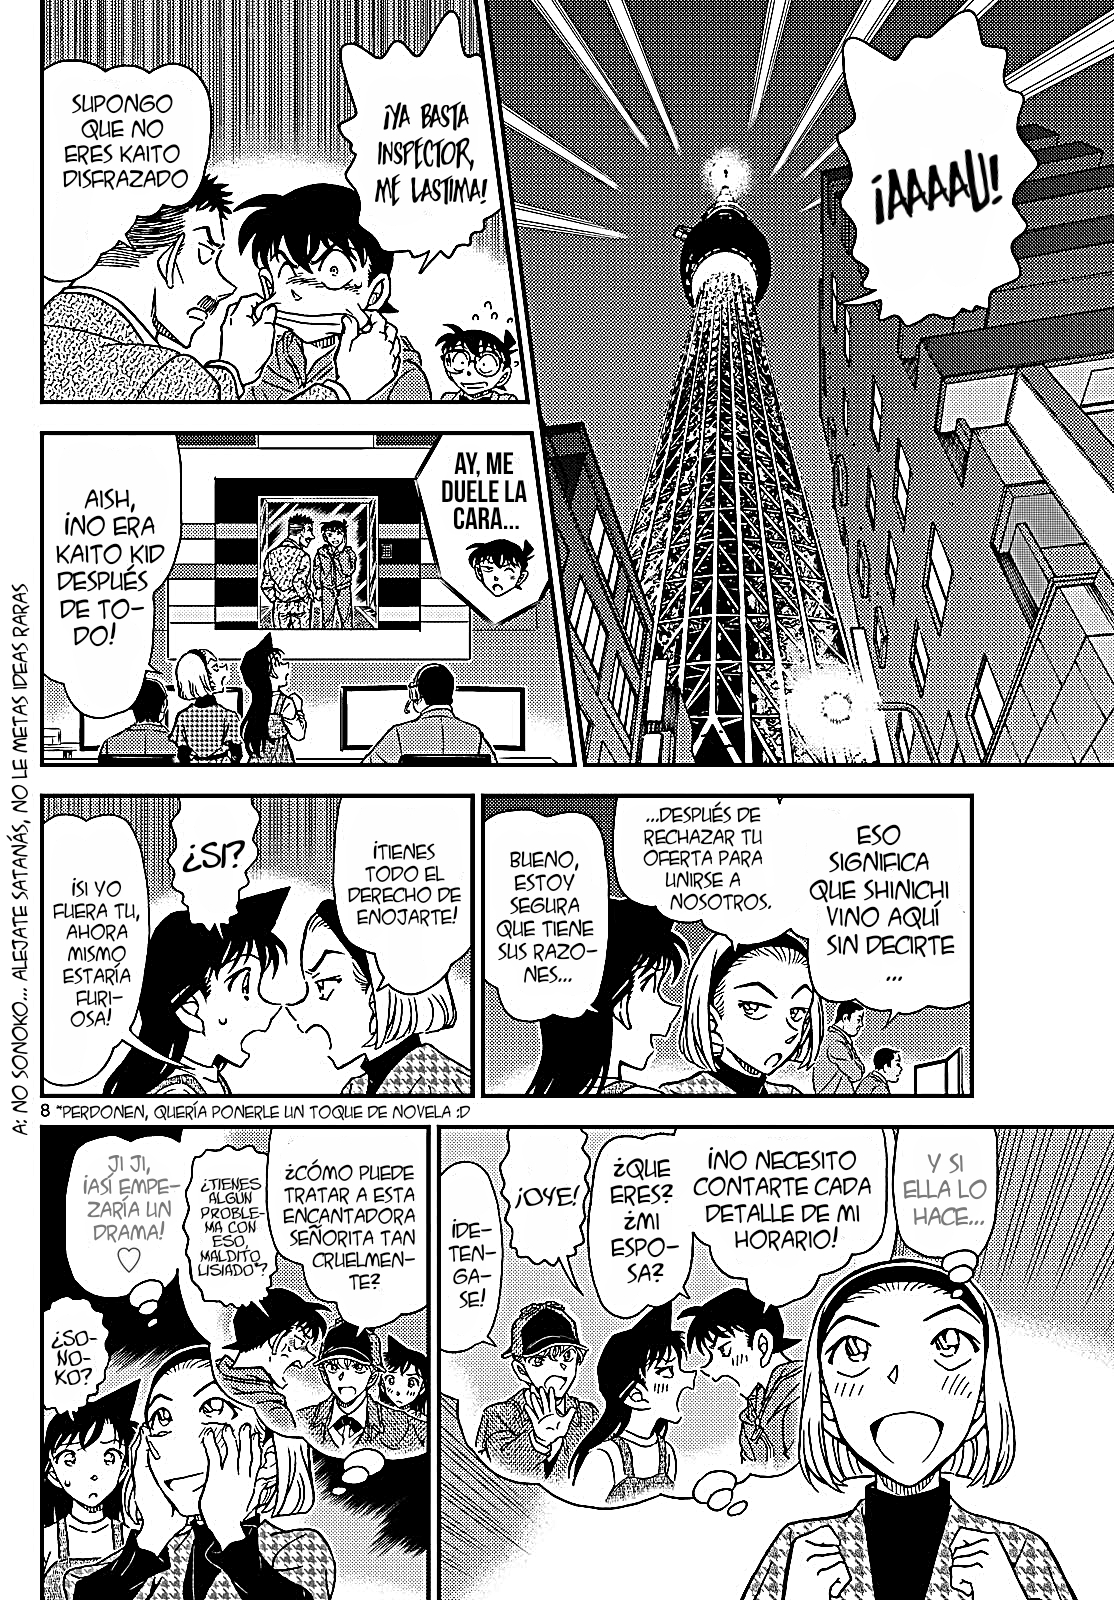 ¡AAAAU!
¡YA BASTA
INSPECTOR,
ME LASTIMA!
SUPONGO
QUE NO
ERES KAITO
DISFRAZADO
AY, ME
DUELE LA
CARA...
AISH,
¡NO ERA
KAITO KID
DESPUÉS
DE TO-
DO!
ESO
SIGNIFICA
QUE SHINICHI
VINO AQUÍ
SIN DECIRTE
...
...DESPUÉS DE
RECHAZAR TU
OFERTA PARA
UNIRSE A
NOSOTROS.
BUENO,
ESTOY
SEGURA
QUE TIENE
SUS RAZO-
NES...
¡TIENES
TODO EL
DERECHO DE
ENOJARTE!
¿SI?
¡SI YO
FUERA TU,
AHORA
MISMO
ESTARÍA
FURI-
OSA!
8 *PERDONEN, QUERÍA PONERLE UN TOQUE DE NOVELA :D
A: NO SONOKO... ALEJATE SATANÁS, NO LE METAS IDEAS RARAS
Y SI
ELLA LO
HACE...
¡NO NECESITO
CONTARTE CADA
DETALLE DE MI
HORARIO!
¿QUE
ERES?
¿MI
ESPO-
SA?
¡OYE!
¡DE-
TEN-
GA-
SE!
¿CÓMO PUEDE
TRATAR A ESTA
ENCANTADORA
SEÑORITA TAN
CRUELMEN-
TE?
¿TIENES
ALGÚN
PROBLE-
MA CON
ESO,
MALDITO
LISIADO*?
JI JI,
¡ASÍ EMPE-
ZARÍA UN
DRAMA!
♡
¿SO-
NO-
KO?